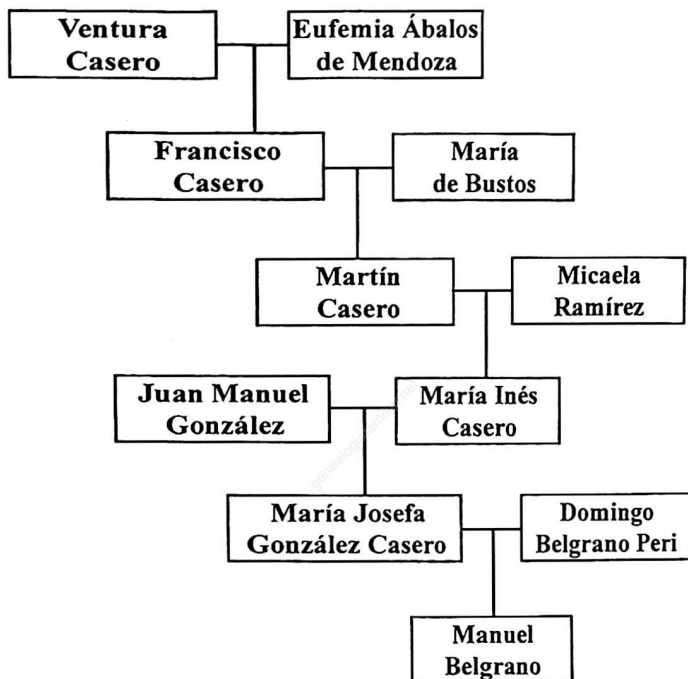 Ventura
Casero
Eufemia Ábalos
de Mendoza
Francisco
Casero
María
de Bustos
Martín
Casero
Micaela
Ramírez
Juan Manuel
González
María Inés
Casero
María Josefa
González Casero
Domingo
Belgrano Peri
Manuel
Belgrano